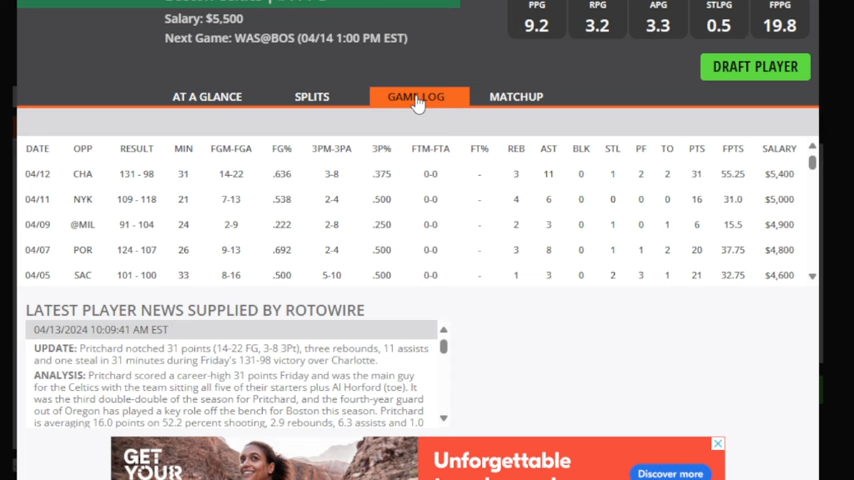 Salary: $5,500
Next Game: WAS@BOS (04/14 1:00 PM EST)
PPG RPG APG STLPG FPPG
9.2 3.2 3.3 0.5 19.8
DRAFT PLAYER
AT A GLANCE SPLITS GAME LOG MATCHUP
DATE OPP RESULT MIN FGM-FGA FG% 3PM-3PA 3P% FTM-FTA FT% REB AST BLK STL PF TO PTS FPTS SALARY
04/12 CHA 131 - 98 31 14-22 .636 3-8 .375 0-0 - 3 11 0 1 2 2 31 55.25 $5,400
04/11 NYK 109 - 118 21 7-13 .538 2-4 .500 0-0 - 4 6 0 0 0 0 16 31.0 $5,000
04/09 @MIL 91 - 104 24 2-9 .222 2-8 .250 0-0 - 2 3 0 1 0 1 6 15.5 $4,900
04/07 POR 124 - 107 26 9-13 .692 2-4 .500 0-0 - 3 8 0 1 1 2 20 37.75 $4,800
04/05 SAC 101 - 100 33 8-16 .500 5-10 .500 0-0 - 1 3 0 2 3 1 21 32.75 $4,600
LATEST PLAYER NEWS SUPPLIED BY ROTOWIRE
04/13/2024 10:09:41 AM EST
UPDATE: Pritchard notched 31 points (14-22 FG, 3-8 3Pt), three rebounds, 11 assists
and one steal in 31 minutes during Friday's 131-98 victory over Charlotte.
ANALYSIS: Pritchard scored a career-high 31 points Friday and was the main guy
for the Celtics with the team sitting all five of their starters plus Al Horford (toe). It
was the third double-double of the season for Pritchard, and the fourth-year guard
out of Oregon has played a key role off the bench for Boston this season. Pritchard
is averaging 16.0 points on 52.2 percent shooting, 2.9 rebounds, 6.3 assists and 1.0
GET
YOUR
Unforgettable
Discover more